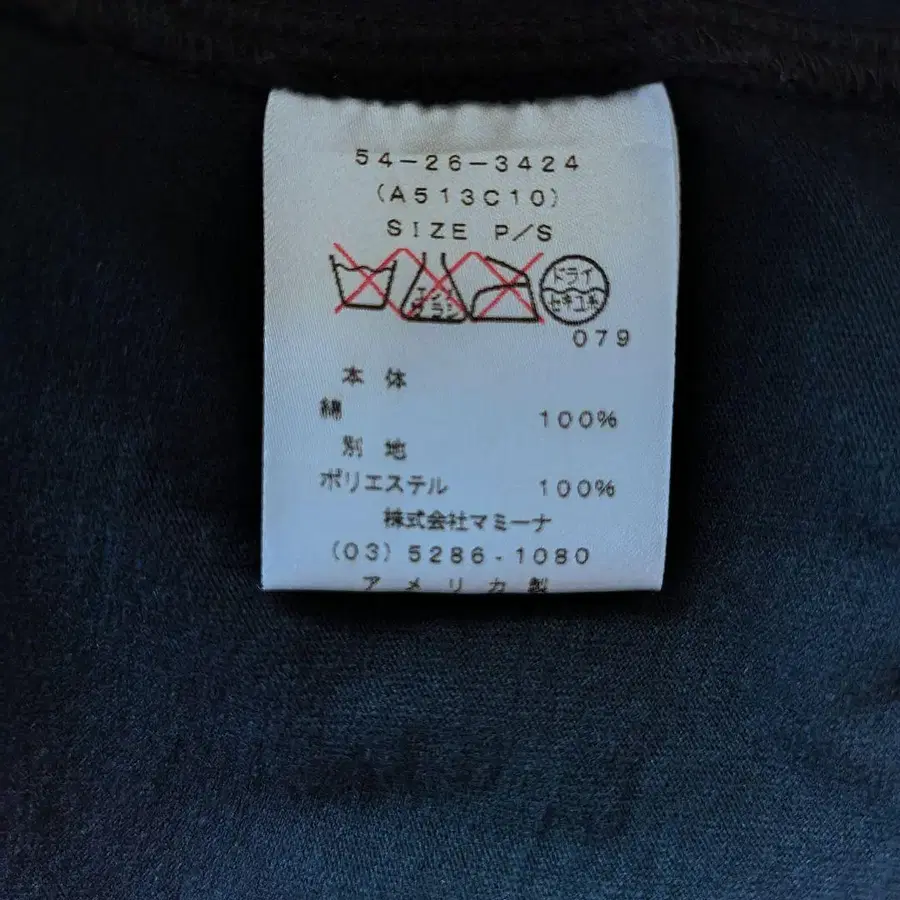 54-26-3424
(A513C10)
SIZE P/S
エンソ
サラシ
ドライ
セキユキ
079
本体
綿 100%
別地
ポリエステル 100%
株式会社マミーナ
(03)5286-1080
アメリカ製